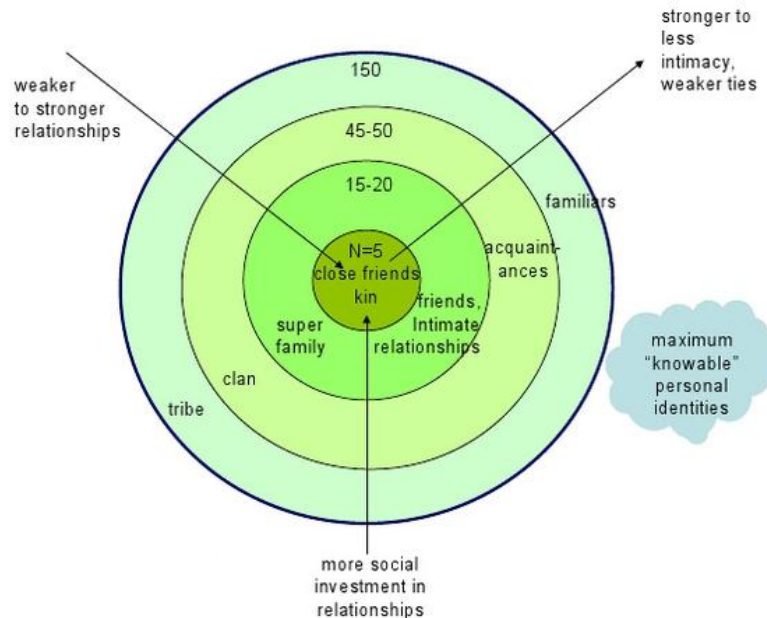 stronger to
less
intimacy,
weaker ties
weaker
to stronger
relationships
150
45-50
15-20
familiars
acquaint-
ances
N=5
close friends
kin
friends,
Intimate
relationships
super
family
clan
tribe
maximum
“knowable”
personal
identities
more social
investment in
relationships